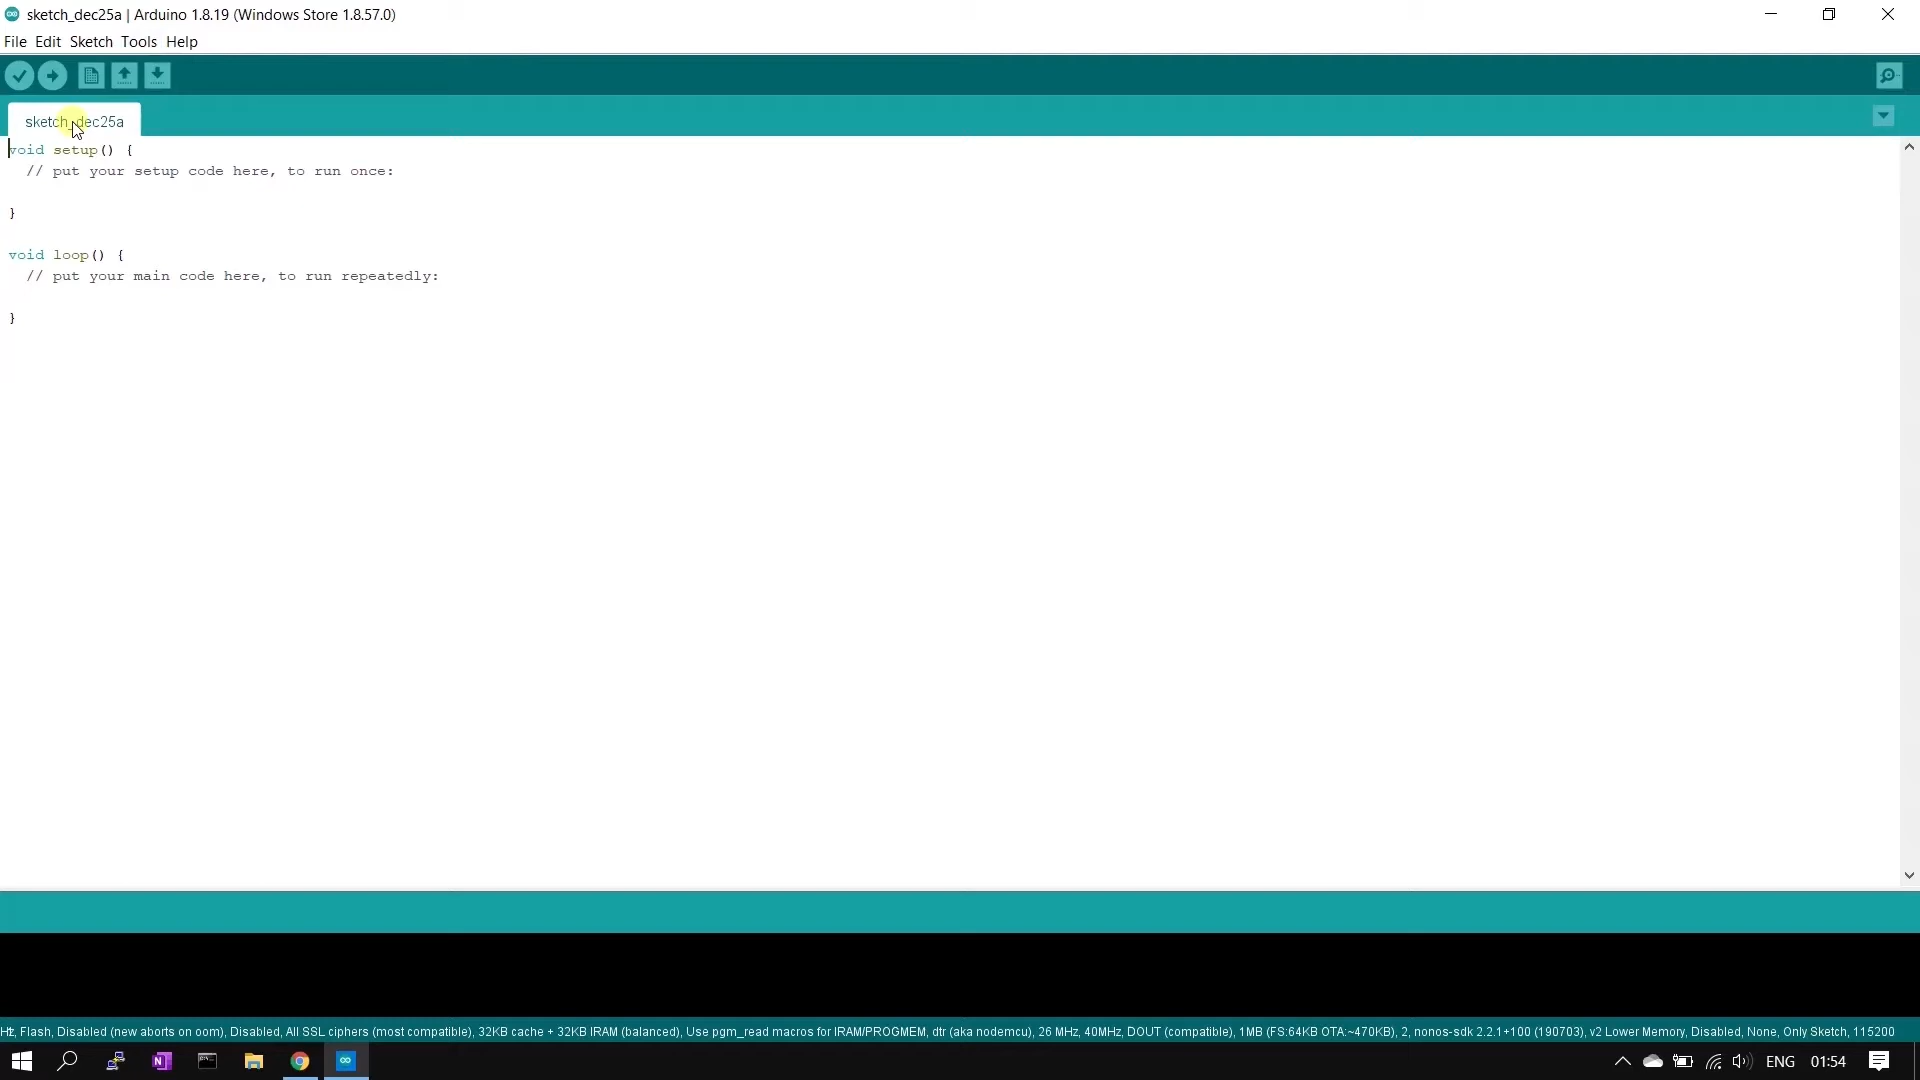 sketch_dec25a | Arduino 1.8.19 (Windows Store 1.8.57.0)
File Edit Sketch Tools Help
sketch_dec25a
void setup() {
  // put your setup code here, to run once:
}
void loop() {
  // put your main code here, to run repeatedly:
}
Flash, Disabled (new aborts on oom), Disabled, All SSL ciphers (most compatible), 32KB cache + 32KB IRAM (balanced), Use pgm_read macros for IRAM/PROGMEM, dtr (aka nodemcu), 26 MHz, 40MHz, DOUT (compatible), 1MB (FS:64KB OTA:~470KB), 2, nonos-sdk 2.2.1+100 (190703), v2 Lower Memory, Disabled, None, Only Sketch, 115200
ENG 01:54